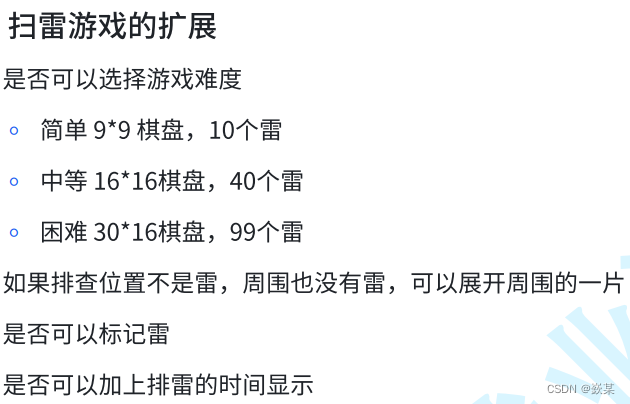 扫雷游戏的扩展
是否可以选择游戏难度
简单 9*9 棋盘，10个雷
中等 16*16棋盘，40个雷
困难 30*16棋盘，99个雷
如果排查位置不是雷，周围也没有雷，可以展开周围的一片
是否可以标记雷
是否可以加上排雷的时间显示
CSDN @嵌某